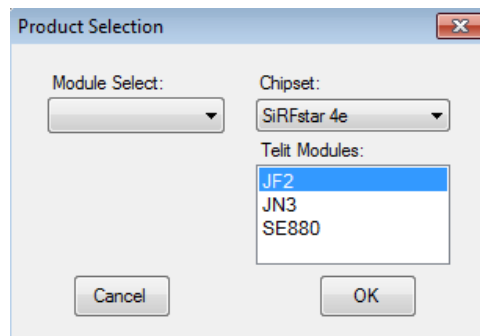 Product Selection
Module Select:
Chipset:
SiRFstar 4e
Telit Modules:
JF2
JN3
SE880
Cancel
OK